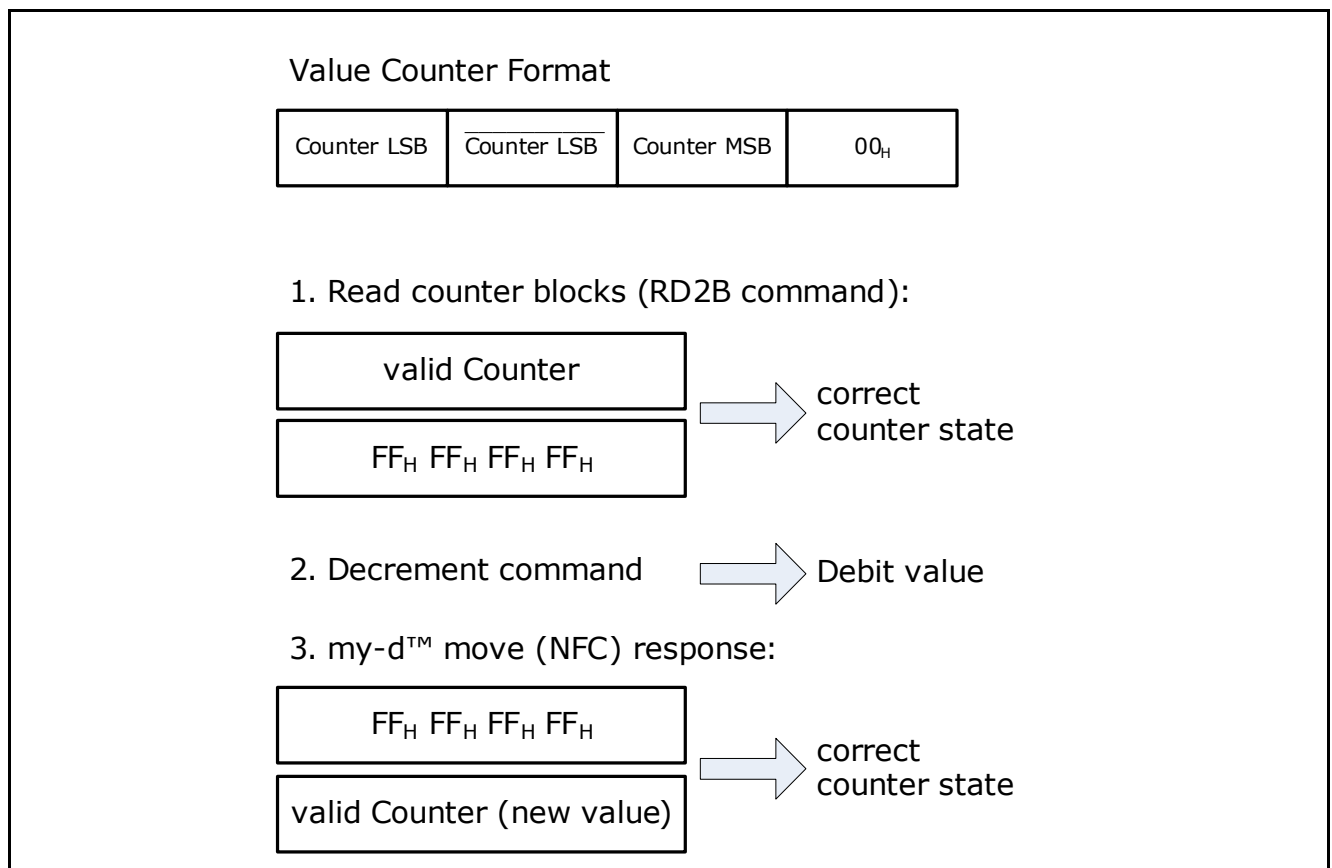 Value Counter Format
Counter LSB C̅o̅u̅n̅t̅e̅r̅ ̅L̅S̅B̅ Counter MSB 00H
1. Read counter blocks (RD2B command):
valid Counter
FFH FFH FFH FFH
correct
counter state
2. Decrement command Debit value
3. my-d™ move (NFC) response:
FFH FFH FFH FFH
valid Counter (new value)
correct
counter state